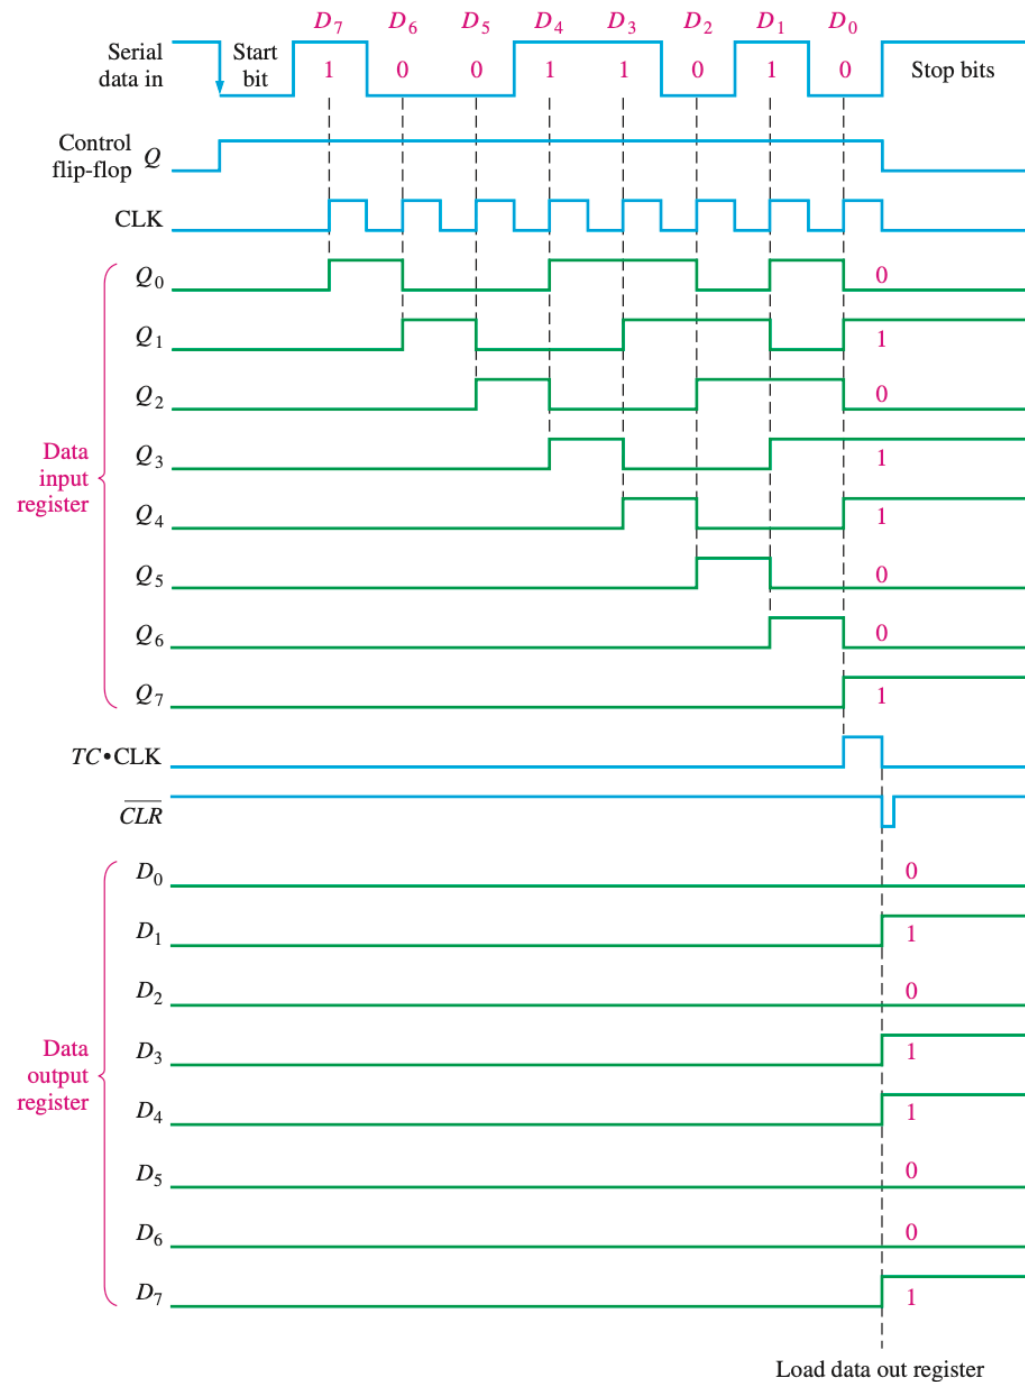 D₇ D₆ D₅ D₄ D₃ D₂ D₁ D₀
Serial
data in
Start
bit
1 0 0 1 1 0 1 0
Stop bits
Control
flip-flop Q
CLK
Data
input
register
Q₀ 0
Q₁ 1
Q₂ 0
Q₃ 1
Q₄ 1
Q₅ 0
Q₆ 0
Q₇ 1
TC•CLK
C̅L̅R̅
Data
output
register
D₀ 0
D₁ 1
D₂ 0
D₃ 1
D₄ 1
D₅ 0
D₆ 0
D₇ 1
Load data out register